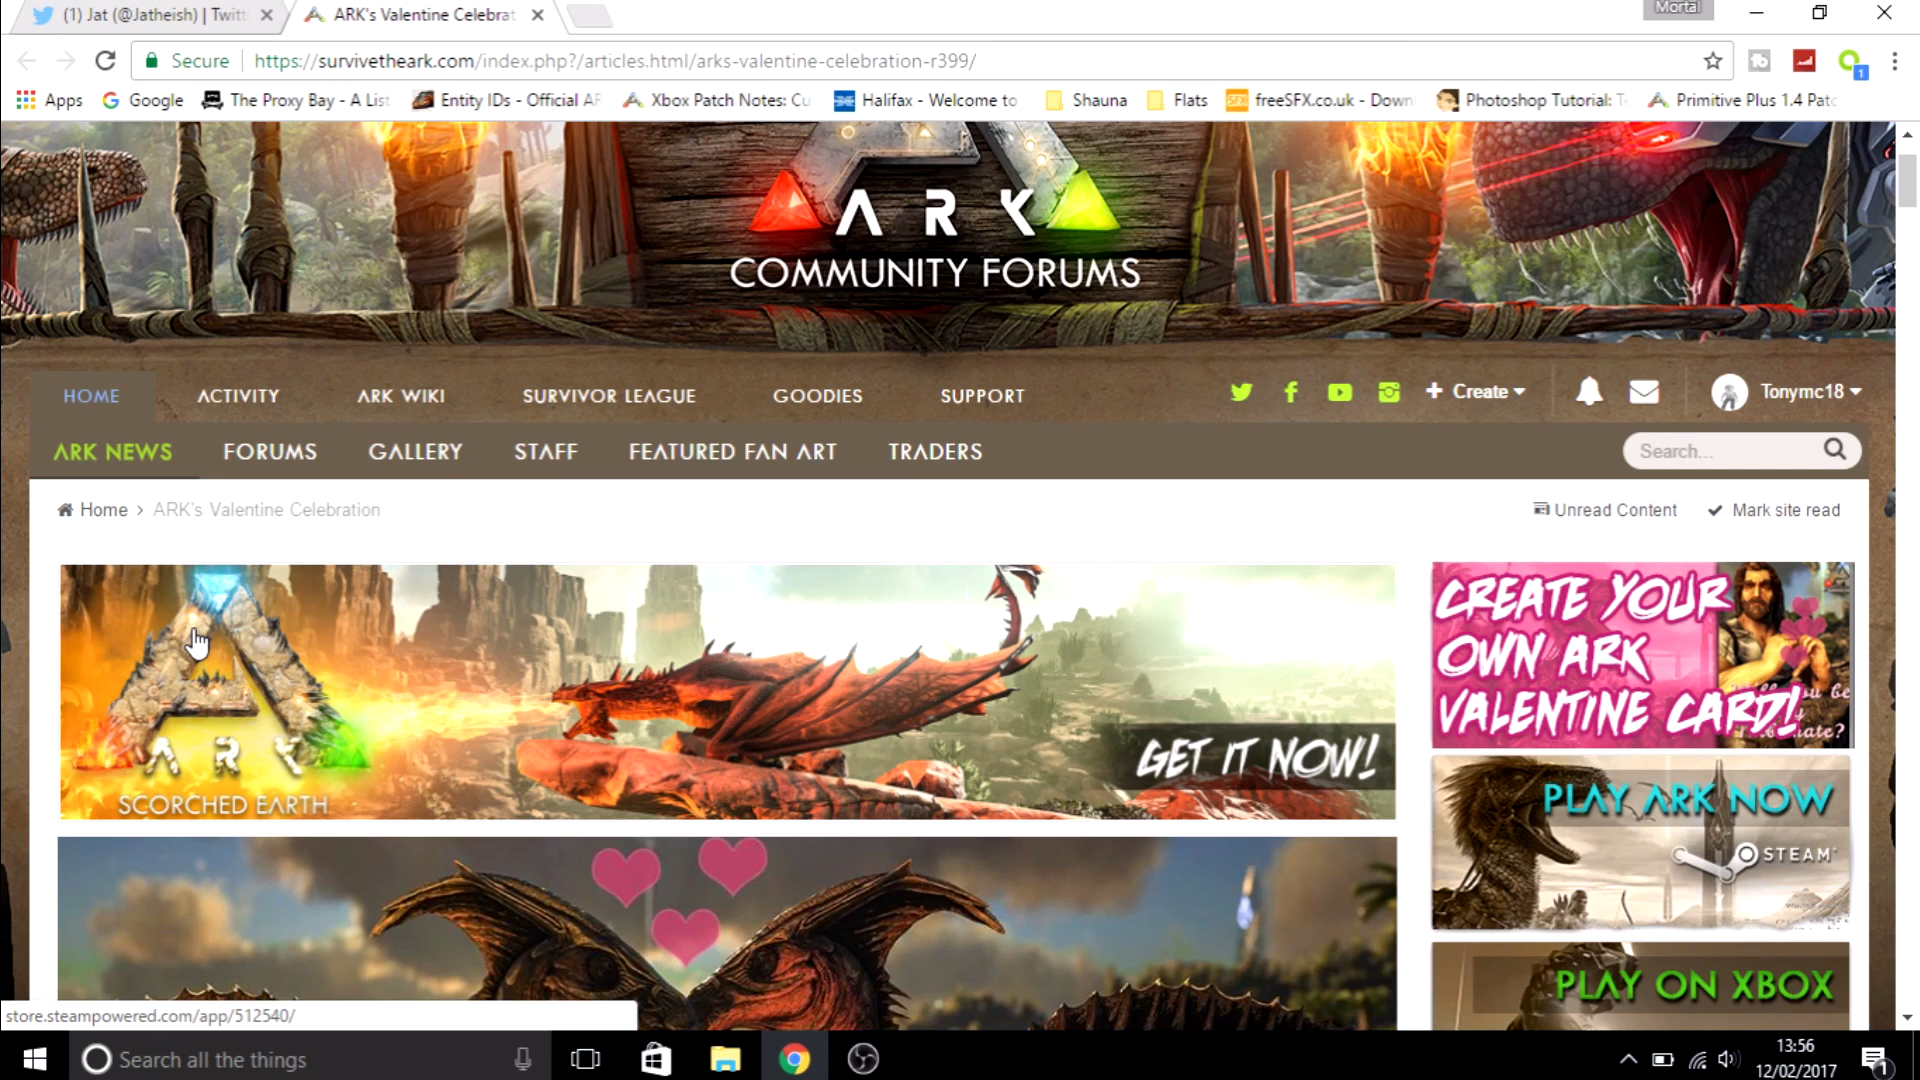 (1) Jat (@Jatheish) | Twitt
ARK's Valentine Celebrat
Mortal
Secure
https://survivetheark.com/index.php?/articles.html/arks-valentine-celebration-r399/
Apps
Google
The Proxy Bay - A List
Entity IDs - Official AF
Xbox Patch Notes: Cu
Halifax - Welcome to
Shauna
Flats
freeSFX.co.uk - Down
Photoshop Tutorial: T
Primitive Plus 1.4 Patc
ARK
COMMUNITY FORUMS
HOME
ACTIVITY
ARK WIKI
SURVIVOR LEAGUE
GOODIES
SUPPORT
Create
Tonymc18
ARK NEWS
FORUMS
GALLERY
STAFF
FEATURED FAN ART
TRADERS
Search...
Home > ARK's Valentine Celebration
Unread Content
Mark site read
ARK
SCORCHED EARTH
GET IT NOW!
CREATE YOUR
OWN ARK
VALENTINE CARD!
PLAY ARK NOW
STEAM
PLAY ON XBOX
store.steampowered.com/app/512540/
Search all the things
13:56
12/02/2017
1